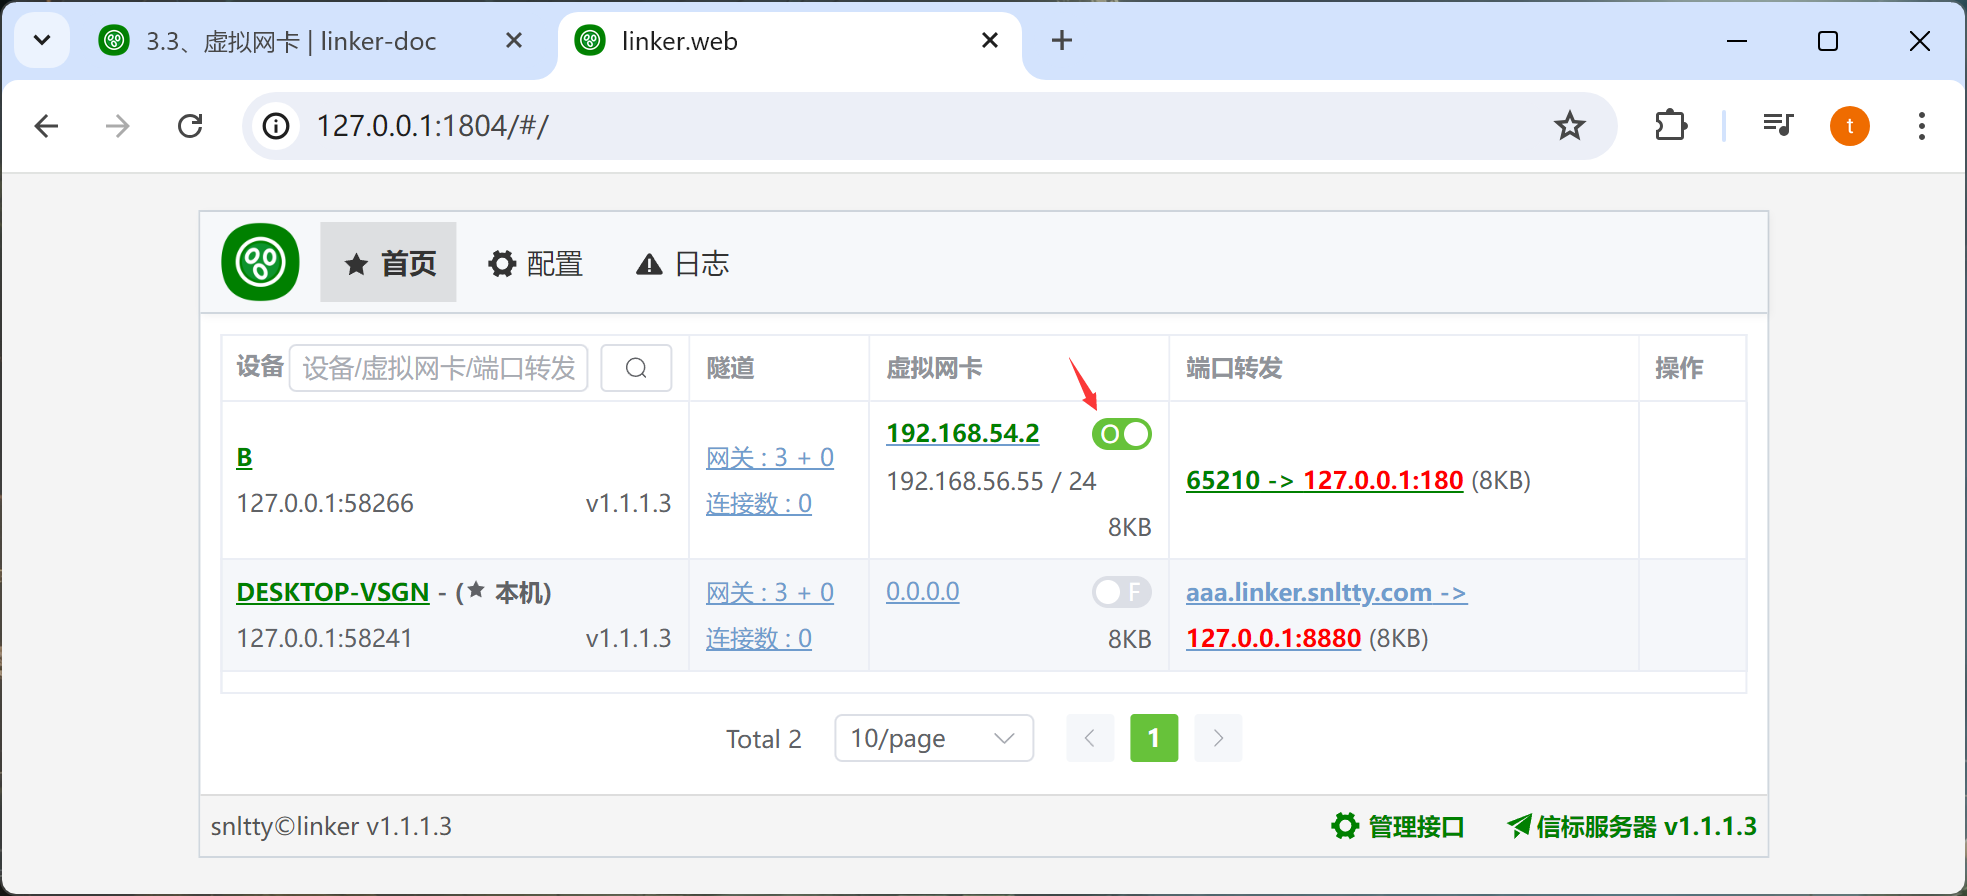 3.3、虚拟网卡 | linker-doc
linker.web
127.0.0.1:1804/#/
t
首页
配置
日志
设备
设备/虚拟网卡/端口转发
隧道
虚拟网卡
端口转发
操作
B
127.0.0.1:58266
v1.1.1.3
网关 : 3 + 0
连接数 : 0
192.168.54.2
O
192.168.56.55 / 24
8KB
65210 -> 127.0.0.1:180 (8KB)
DESKTOP-VSGN - (★ 本机)
127.0.0.1:58241
v1.1.1.3
网关 : 3 + 0
连接数 : 0
0.0.0.0
F
8KB
aaa.linker.snltty.com ->
127.0.0.1:8880 (8KB)
Total 2
10/page
1
snltty©linker v1.1.1.3
管理接口
信标服务器 v1.1.1.3